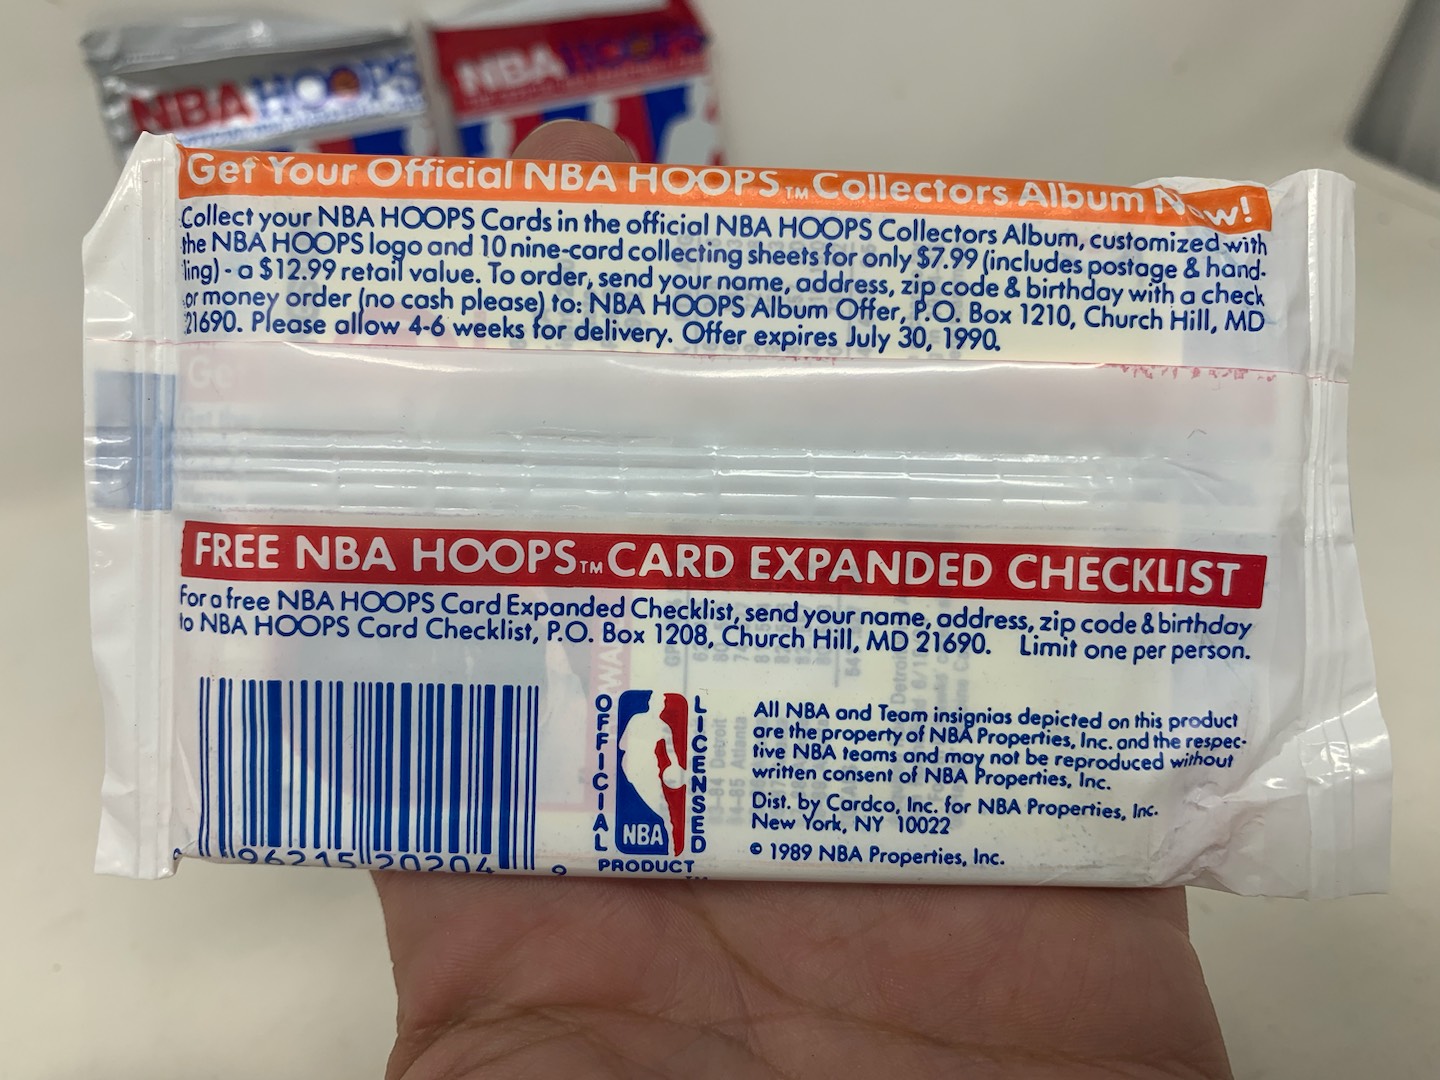 NBA HOOPS
NBA HOOPS
Get Your Official NBA HOOPS™ Collectors Album Now!
Collect your NBA HOOPS Cards in the official NBA HOOPS Collectors Album, customized with
the NBA HOOPS logo and 10 nine-card collecting sheets for only $7.99 (includes postage & hand-
ling) - a $12.99 retail value. To order, send your name, address, zip code & birthday with a check
or money order (no cash please) to: NBA HOOPS Album Offer, P.O. Box 1210, Church Hill, MD
21690. Please allow 4-6 weeks for delivery. Offer expires July 30, 1990.
FREE NBA HOOPS™ CARD EXPANDED CHECKLIST
For a free NBA HOOPS Card Expanded Checklist, send your name, address, zip code & birthday
to NBA HOOPS Card Checklist, P.O. Box 1208, Church Hill, MD 21690. Limit one per person.
OFFICIAL
NBA
LICENSED
PRODUCT
All NBA and Team insignias depicted on this product
are the property of NBA Properties, Inc. and the respec-
tive NBA teams and may not be reproduced without
written consent of NBA Properties, Inc.
Dist. by Cardco, Inc. for NBA Properties, Inc.
New York, NY 10022
© 1989 NBA Properties, Inc.
96215 20204 9